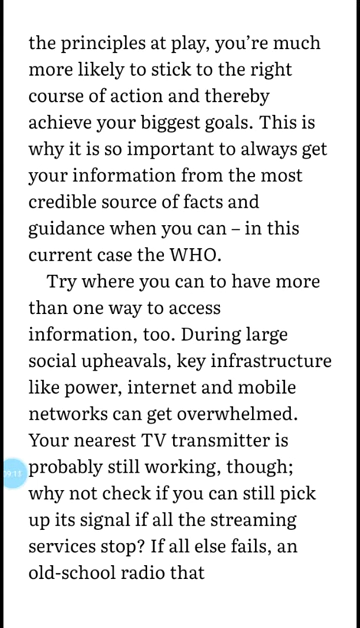 the principles at play, you’re much
more likely to stick to the right
course of action and thereby
achieve your biggest goals. This is
why it is so important to always get
your information from the most
credible source of facts and
guidance when you can – in this
current case the WHO.
Try where you can to have more
than one way to access
information, too. During large
social upheavals, key infrastructure
like power, internet and mobile
networks can get overwhelmed.
Your nearest TV transmitter is
probably still working, though;
why not check if you can still pick
up its signal if all the streaming
services stop? If all else fails, an
old-school radio that